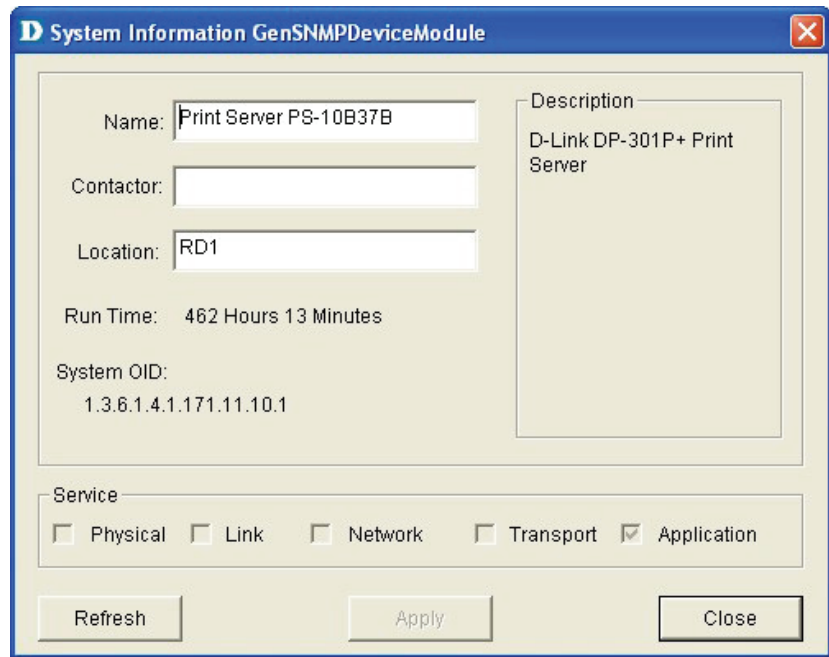 D System Information GenSNMPDeviceModule
Name: Print Server PS-10B37B
Contactor:
Location: RD1
Run Time: 462 Hours 13 Minutes
System OID:
1.3.6.1.4.1.171.11.10.1
Description
D-Link DP-301P+ Print
Server
Service
Physical Link Network Transport Application
Refresh Apply Close